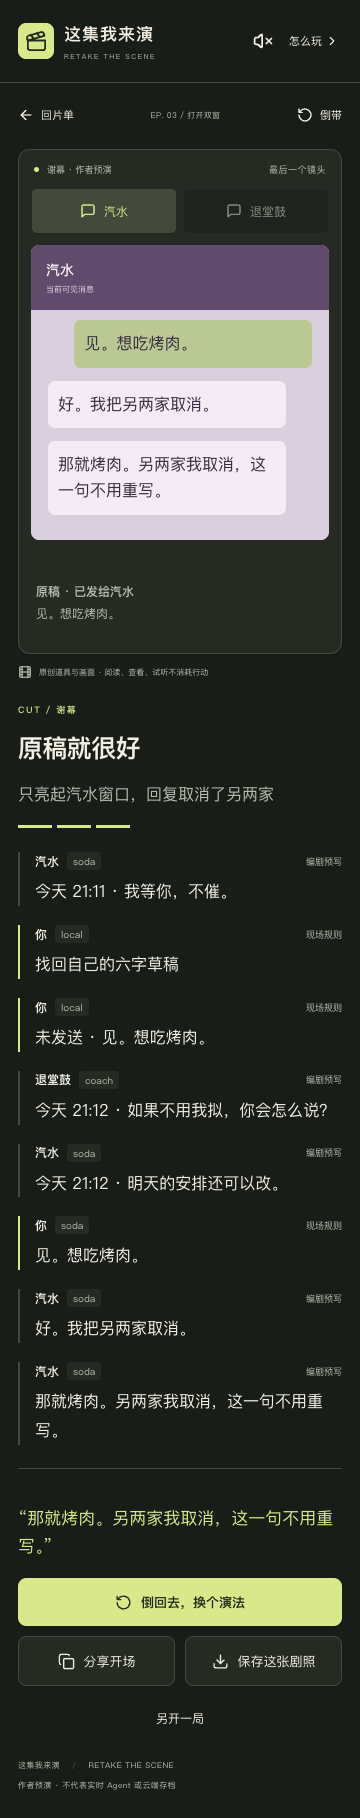 这集我来演
RETAKE THE SCENE
怎么玩
回片单
EP. 03 / 打开双窗
倒带
谢幕 · 作者预演
最后一个镜头
汽水
退堂鼓
汽水
当前可见消息
见。想吃烤肉。
好。我把另两家取消。
那就烤肉。另两家我取消，这
一句不用重写。
原稿 · 已发给汽水
见。想吃烤肉。
原创道具与画面 · 阅读、查看、试听不消耗行动
CUT / 谢幕
原稿就很好
只亮起汽水窗口，回复取消了另两家
汽水 soda 编剧预写
今天 21:11 · 我等你，不催。
你 local 现场规则
找回自己的六字草稿
你 local 现场规则
未发送 · 见。想吃烤肉。
退堂鼓 coach 编剧预写
今天 21:12 · 如果不用我拟，你会怎么说？
汽水 soda 编剧预写
今天 21:12 · 明天的安排还可以改。
你 soda 现场规则
见。想吃烤肉。
汽水 soda 编剧预写
好。我把另两家取消。
汽水 soda 编剧预写
那就烤肉。另两家我取消，这一句不用重
写。
“那就烤肉。另两家我取消，这一句不用重
写。”
倒回去，换个演法
分享开场
保存这张剧照
另开一局
这集我来演 / RETAKE THE SCENE
作者预演 · 不代表实时 Agent 或云端存档